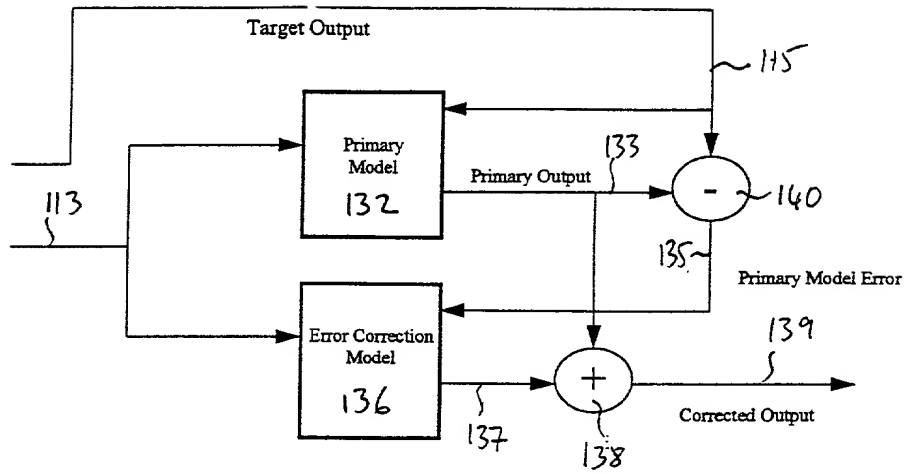 Target Output
115
Primary
Model
132
Primary Output
133
-
140
113
135
Primary Model Error
Error Correction
Model
136
137
+
138
139
Corrected Output